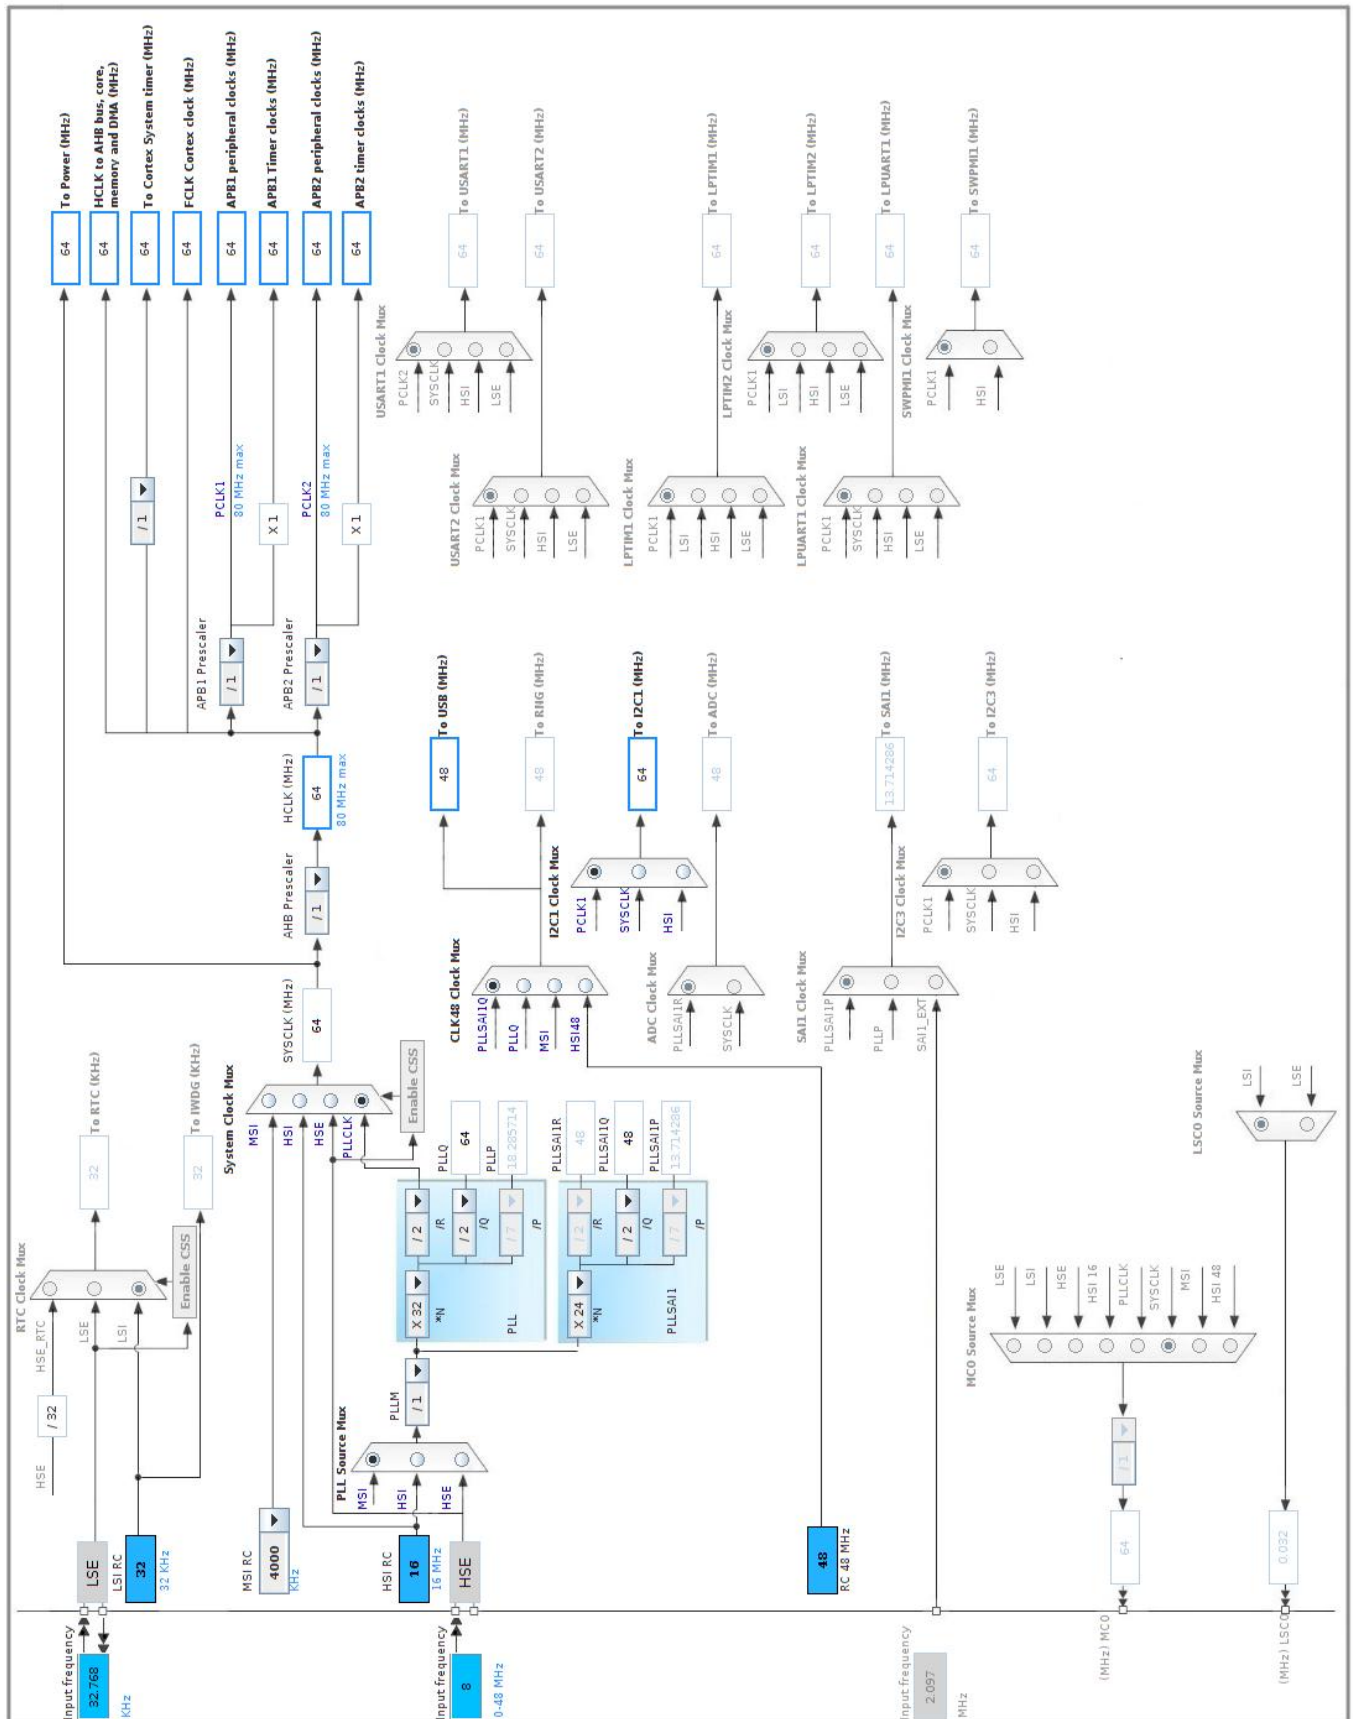 RTC Clock Mux
HSE
/ 32
HSE_RTC
LSE
LSI
Enable CSS
32
To RTC (KHz)
32
To IWDG (KHz)
Input frequency
32.768
KHz
LSE
LSI RC
32
32 KHz
System Clock Mux
MSI
HSI
HSE
PLLCLK
Enable CSS
MSI RC
4000
KHz
HSI RC
16
16 MHz
HSE
Input frequency
8
0-48 MHz
PLL Source Mux
MSI
HSI
HSE
PLLM
/ 1
X 32
*N
PLL
/ 2
/R
/ 2
/Q
/ 7
/P
PLLQ
64
PLLP
18.285714
X 24
*N
PLLSAI1
/ 2
/R
/ 2
/Q
/ 7
/P
PLLSAI1R
48
PLLSAI1Q
48
PLLSAI1P
13.714286
SYSCLK (MHz)
64
AHB Prescaler
/ 1
HCLK (MHz)
64
80 MHz max
APB1 Prescaler
/ 1
APB2 Prescaler
/ 1
/ 1
PCLK1
80 MHz max
X 1
PCLK2
80 MHz max
X 1
64
To Power (MHz)
64
HCLK to AHB bus, core,
memory and DMA (MHz)
64
To Cortex System timer (MHz)
64
FCLK Cortex clock (MHz)
64
APB1 peripheral clocks (MHz)
64
APB1 Timer clocks (MHz)
64
APB2 peripheral clocks (MHz)
64
APB2 timer clocks (MHz)
CLK48 Clock Mux
PLLSAI1Q
PLLQ
MSI
HSI48
48
To USB (MHz)
48
To RNG (MHz)
I2C1 Clock Mux
PCLK1
SYSCLK
HSI
64
To I2C1 (MHz)
ADC Clock Mux
PLLSAI1R
SYSCLK
48
To ADC (MHz)
SAI1 Clock Mux
PLLSAI1P
PLLP
SAI1_EXT
13.714286
To SAI1 (MHz)
I2C3 Clock Mux
PCLK1
SYSCLK
HSI
64
To I2C3 (MHz)
USART1 Clock Mux
PCLK2
SYSCLK
HSI
LSE
64
To USART1 (MHz)
USART2 Clock Mux
PCLK1
SYSCLK
HSI
LSE
64
To USART2 (MHz)
LPTIM1 Clock Mux
PCLK1
LSI
HSI
LSE
64
To LPTIM1 (MHz)
LPTIM2 Clock Mux
PCLK1
LSI
HSI
LSE
64
To LPTIM2 (MHz)
LPUART1 Clock Mux
PCLK1
SYSCLK
HSI
LSE
64
To LPUART1 (MHz)
SWPMI1 Clock Mux
PCLK1
HSI
64
To SWPMI1 (MHz)
48
RC 48 MHz
Input frequency
2.097
MHz
MCO Source Mux
LSE
LSI
HSE
HSI 16
PLLCLK
SYSCLK
MSI
HSI 48
/ 1
64
(MHz) MCO
LSCO Source Mux
LSI
LSE
0.032
(MHz) LSCO